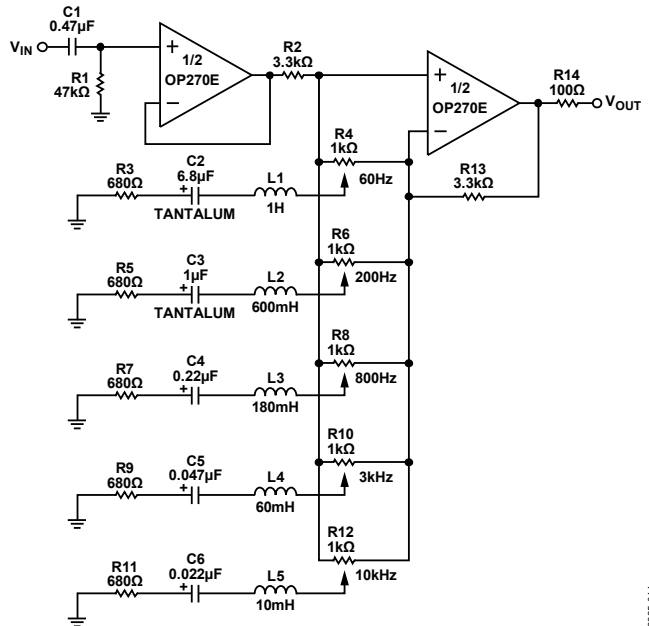 C1
0.47µF
VIN
R1
47kΩ
+
1/2
OP270E
−
R2
3.3kΩ
+
1/2
OP270E
−
R14
100Ω
VOUT
R13
3.3kΩ
R4
1kΩ
60Hz
R3
680Ω
C2
6.8µF
+
TANTALUM
L1
1H
R6
1kΩ
200Hz
R5
680Ω
C3
1µF
+
TANTALUM
L2
600mH
R8
1kΩ
800Hz
R7
680Ω
C4
0.22µF
+
L3
180mH
R10
1kΩ
3kHz
R9
680Ω
C5
0.047µF
+
L4
60mH
R12
1kΩ
10kHz
R11
680Ω
C6
0.022µF
+
L5
10mH